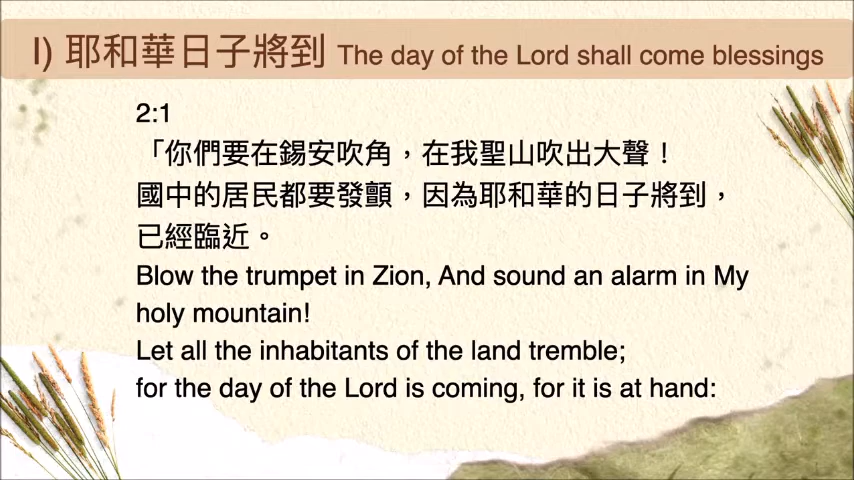 I) 耶和華日子將到 The day of the Lord shall come blessings
2:1
「你們要在錫安吹角，在我聖山吹出大聲！
國中的居民都要發顫，因為耶和華的日子將到，
已經臨近。
Blow the trumpet in Zion, And sound an alarm in My
holy mountain!
Let all the inhabitants of the land tremble;
for the day of the Lord is coming, for it is at hand: